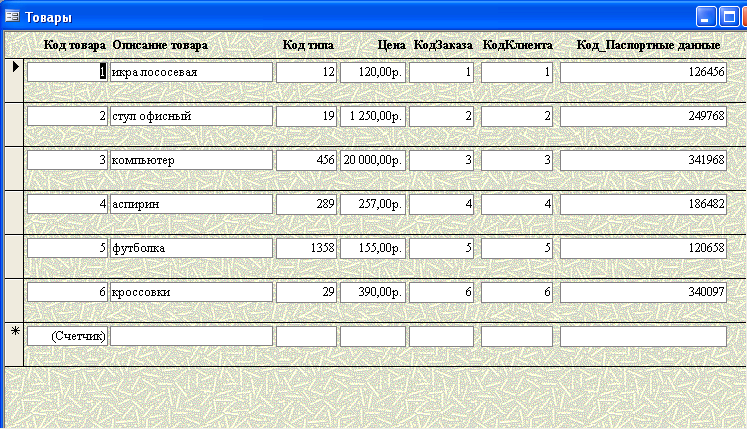 Товары
Код товара Описание товара Код типа Цена КодЗаказа КодКлиента Код_Паспортные данные
1 икра лососевая 12 120,00р. 1 1 126456
2 стул офисный 19 1 250,00р. 2 2 249768
3 компьютер 456 20 000,00р. 3 3 341968
4 аспирин 289 257,00р. 4 4 186482
5 футболка 1358 155,00р. 5 5 120658
6 кроссовки 29 390,00р. 6 6 340097
(Счетчик)